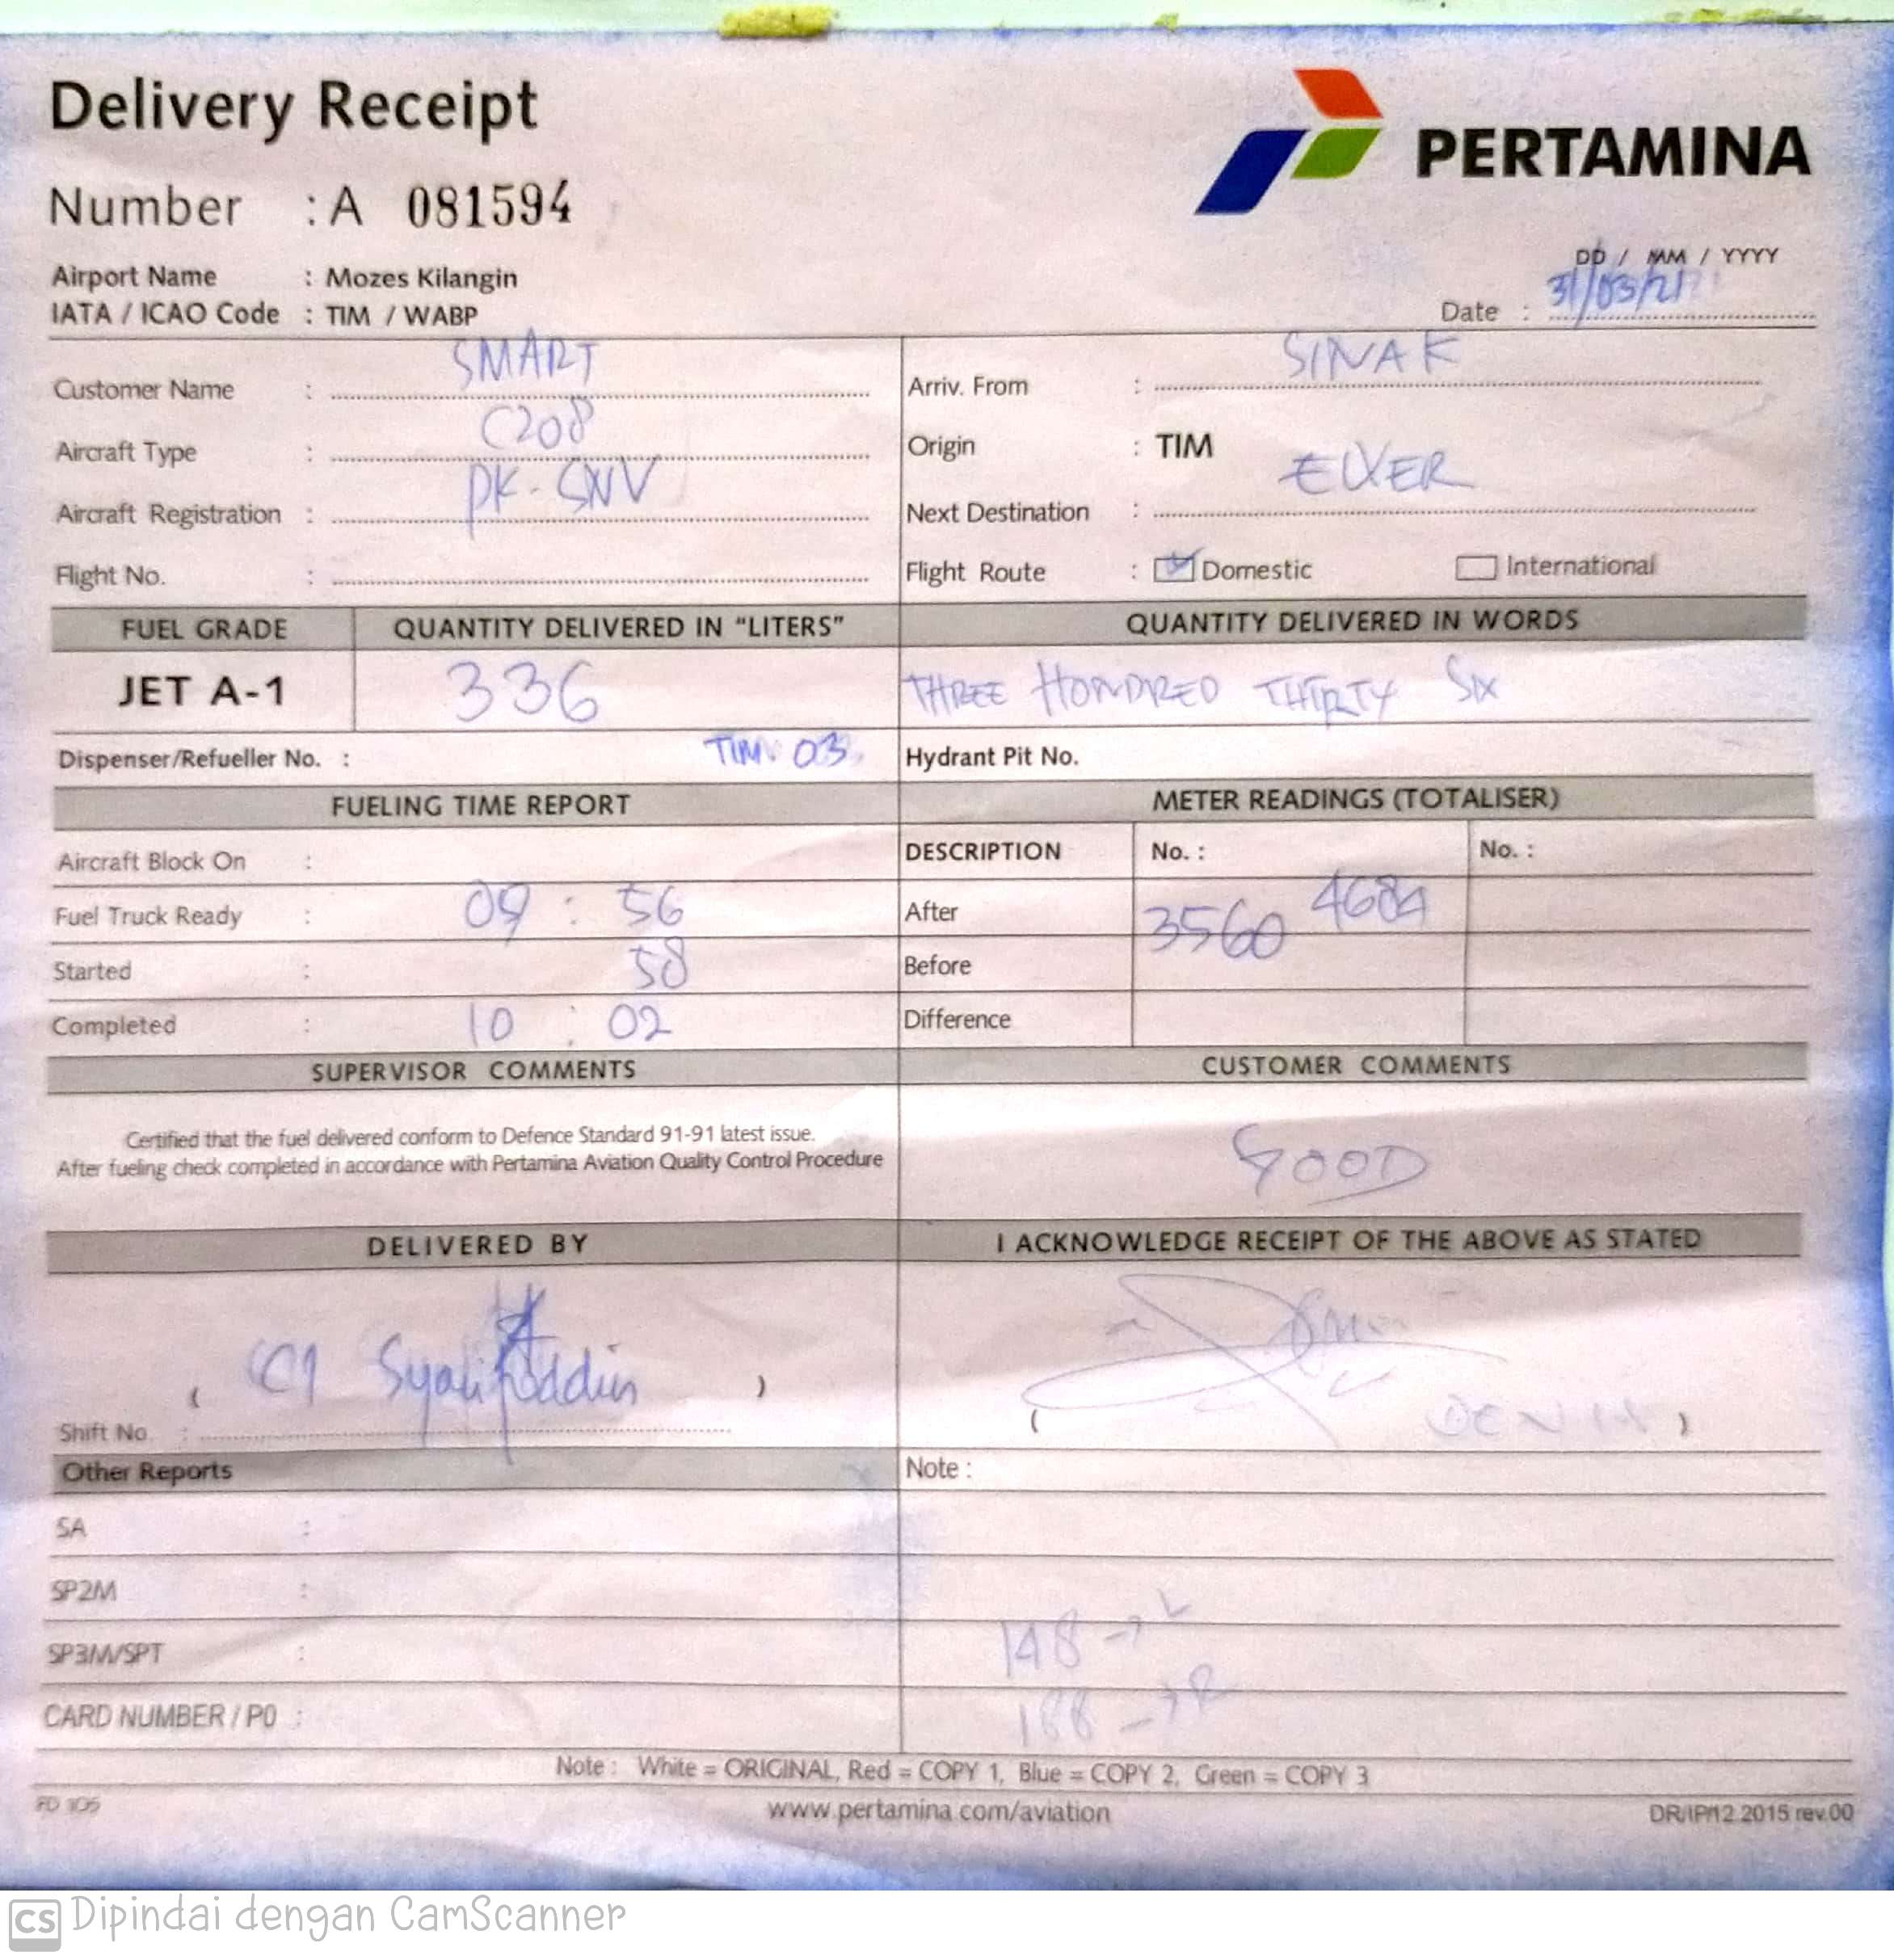 Delivery Receipt
PERTAMINA
Number : A 081594
Airport Name : Mozes Kilangin
DD / MM / YYYY
IATA / ICAO Code : TIM / WABP
Date : 31/03/21
Customer Name : SMART
Arriv. From : SINAK
Aircraft Type : C208
Origin : TIM
Aircraft Registration : PK-SNV
Next Destination :
Flight No. :
Flight Route : Domestic International
FUEL GRADE QUANTITY DELIVERED IN "LITERS" QUANTITY DELIVERED IN WORDS
JET A-1 336 THREE HONDRED THIRTY SIX
Dispenser/Refueller No. : TIM 03 Hydrant Pit No.
FUELING TIME REPORT METER READINGS (TOTALISER)
Aircraft Block On : DESCRIPTION No. : No. :
Fuel Truck Ready : 09 : 56 After 3560 4684
Started : 58 Before
Completed : 10 : 02 Difference
SUPERVISOR COMMENTS CUSTOMER COMMENTS
Certified that the fuel delivered conform to Defence Standard 91-91 latest issue.
After fueling check completed in accordance with Pertamina Aviation Quality Control Procedure
GOOD
DELIVERED BY I ACKNOWLEDGE RECEIPT OF THE ABOVE AS STATED
( C1 Syarifuddin )
( )
Shift No. :
Other Reports Note :
SA :
SP2M :
SP3M/SPT : 148 → L
CARD NUMBER / PO : 188 → R
Note : White = ORIGINAL, Red = COPY 1, Blue = COPY 2, Green = COPY 3
FD 105 www.pertamina.com/aviation DR/IP/12 2015 rev.00
CS Dipindai dengan CamScanner